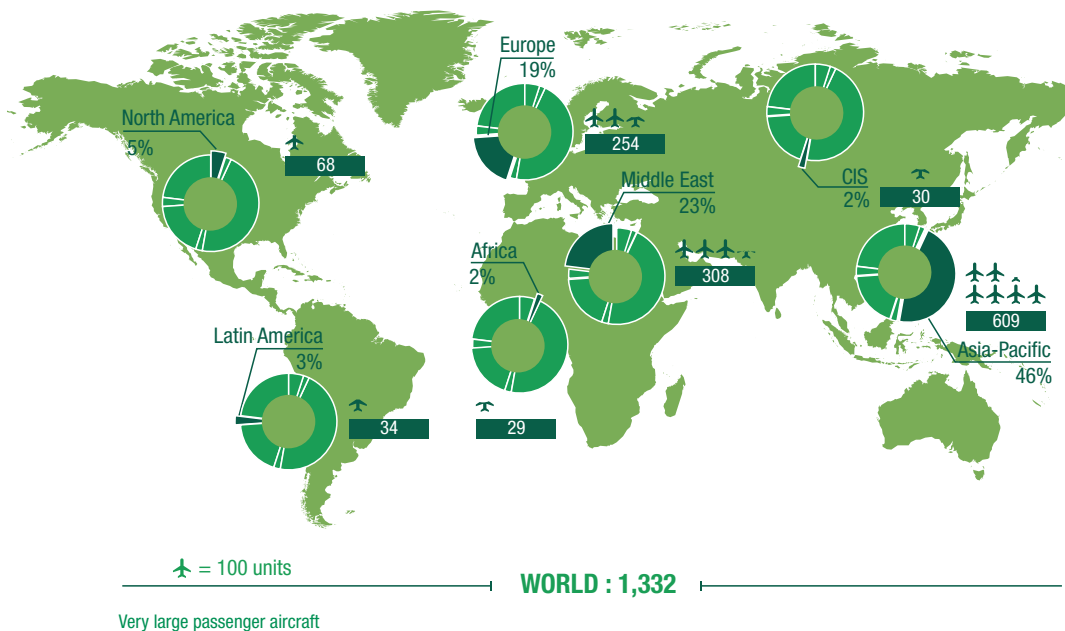 Europe
19%
254
North America
5%
68
CIS
2%
30
Middle East
23%
308
Africa
2%
29
Asia-Pacific
46%
609
Latin America
3%
34
= 100 units
WORLD : 1,332
Very large passenger aircraft